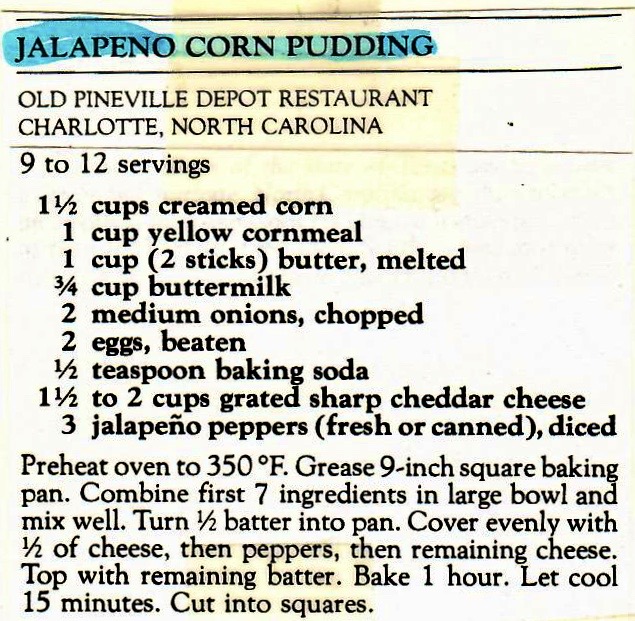 JALAPENO CORN PUDDING
OLD PINEVILLE DEPOT RESTAURANT
CHARLOTTE, NORTH CAROLINA
9 to 12 servings
1½ cups creamed corn
1 cup yellow cornmeal
1 cup (2 sticks) butter, melted
¾ cup buttermilk
2 medium onions, chopped
2 eggs, beaten
½ teaspoon baking soda
1½ to 2 cups grated sharp cheddar cheese
3 jalapeño peppers (fresh or canned), diced
Preheat oven to 350 °F. Grease 9-inch square baking
pan. Combine first 7 ingredients in large bowl and
mix well. Turn ½ batter into pan. Cover evenly with
½ of cheese, then peppers, then remaining cheese.
Top with remaining batter. Bake 1 hour. Let cool
15 minutes. Cut into squares.